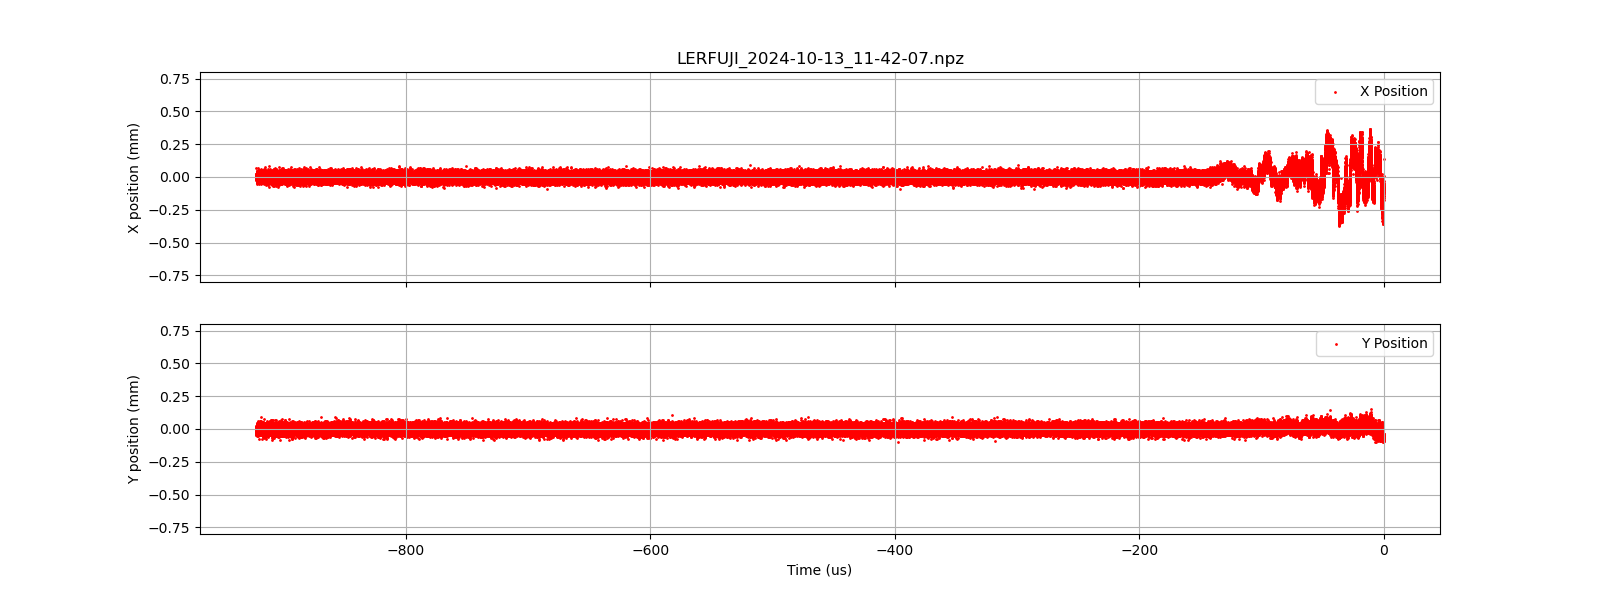 LERFUJI_2024-10-13_11-42-07.npz
0.75
0.50
0.25
0.00
−0.25
−0.50
−0.75
X position (mm)
X Position
0.75
0.50
0.25
0.00
−0.25
−0.50
−0.75
Y position (mm)
Y Position
−800 −600 −400 −200 0
Time (us)